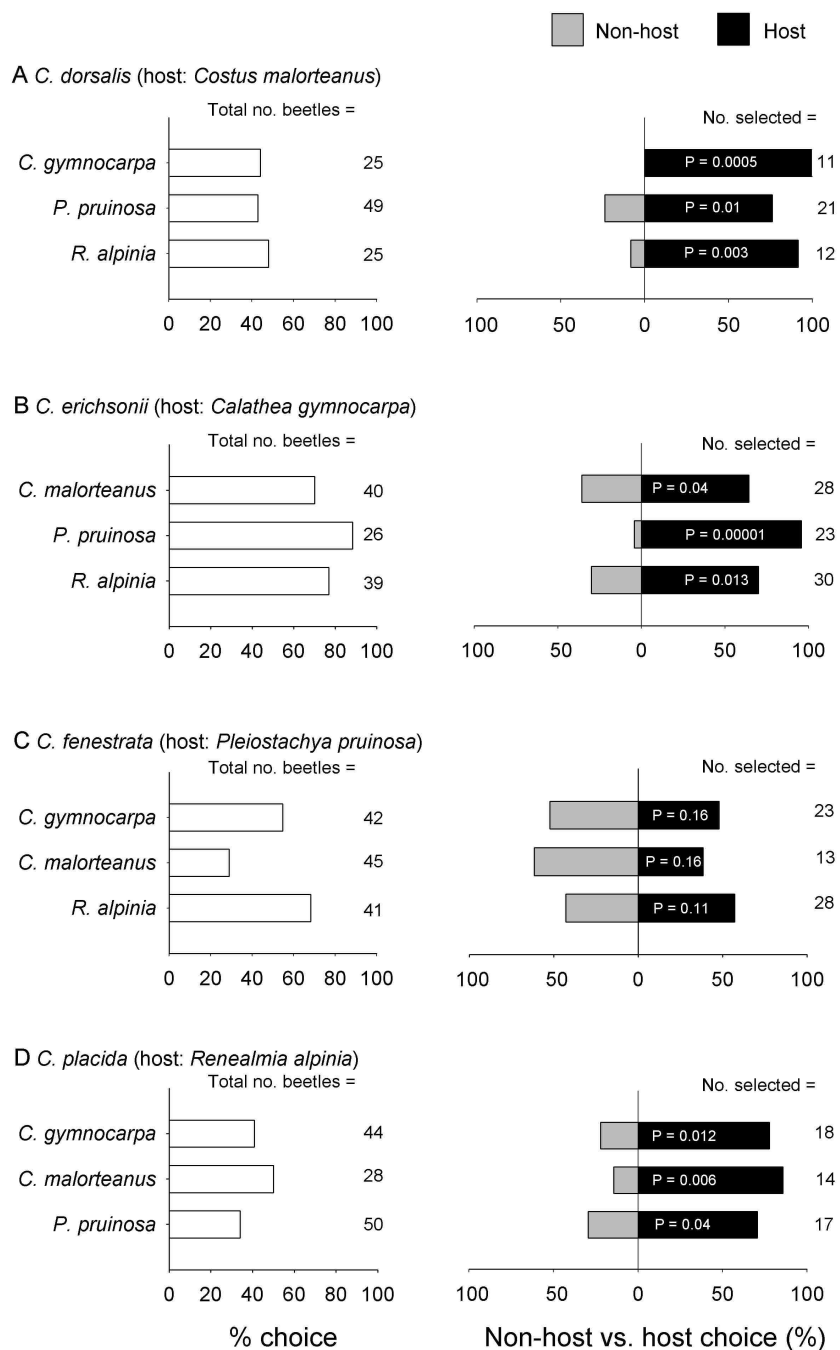 Non-host Host
A C. dorsalis (host: Costus malorteanus)
Total no. beetles = No. selected =
C. gymnocarpa 25 P = 0.0005 11
P. pruinosa 49 P = 0.01 21
R. alpinia 25 P = 0.003 12
0 20 40 60 80 100 100 50 0 50 100
B C. erichsonii (host: Calathea gymnocarpa)
Total no. beetles = No. selected =
C. malorteanus 40 P = 0.04 28
P. pruinosa 26 P = 0.00001 23
R. alpinia 39 P = 0.013 30
0 20 40 60 80 100 100 50 0 50 100
C C. fenestrata (host: Pleiostachya pruinosa)
Total no. beetles = No. selected =
C. gymnocarpa 42 P = 0.16 23
C. malorteanus 45 P = 0.16 13
R. alpinia 41 P = 0.11 28
0 20 40 60 80 100 100 50 0 50 100
D C. placida (host: Renealmia alpinia)
Total no. beetles = No. selected =
C. gymnocarpa 44 P = 0.012 18
C. malorteanus 28 P = 0.006 14
P. pruinosa 50 P = 0.04 17
0 20 40 60 80 100 100 50 0 50 100
% choice Non-host vs. host choice (%)